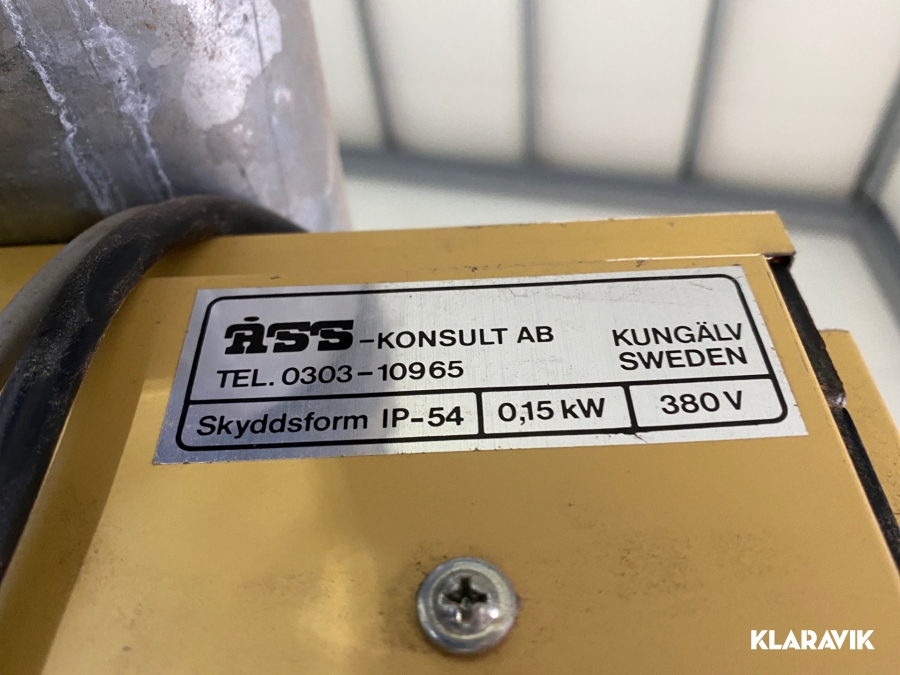 ÅSS-KONSULT AB
TEL. 0303-10965
KUNGÄLV
SWEDEN
Skyddsform IP-54
0,15 kW
380 V
KLARAVIK